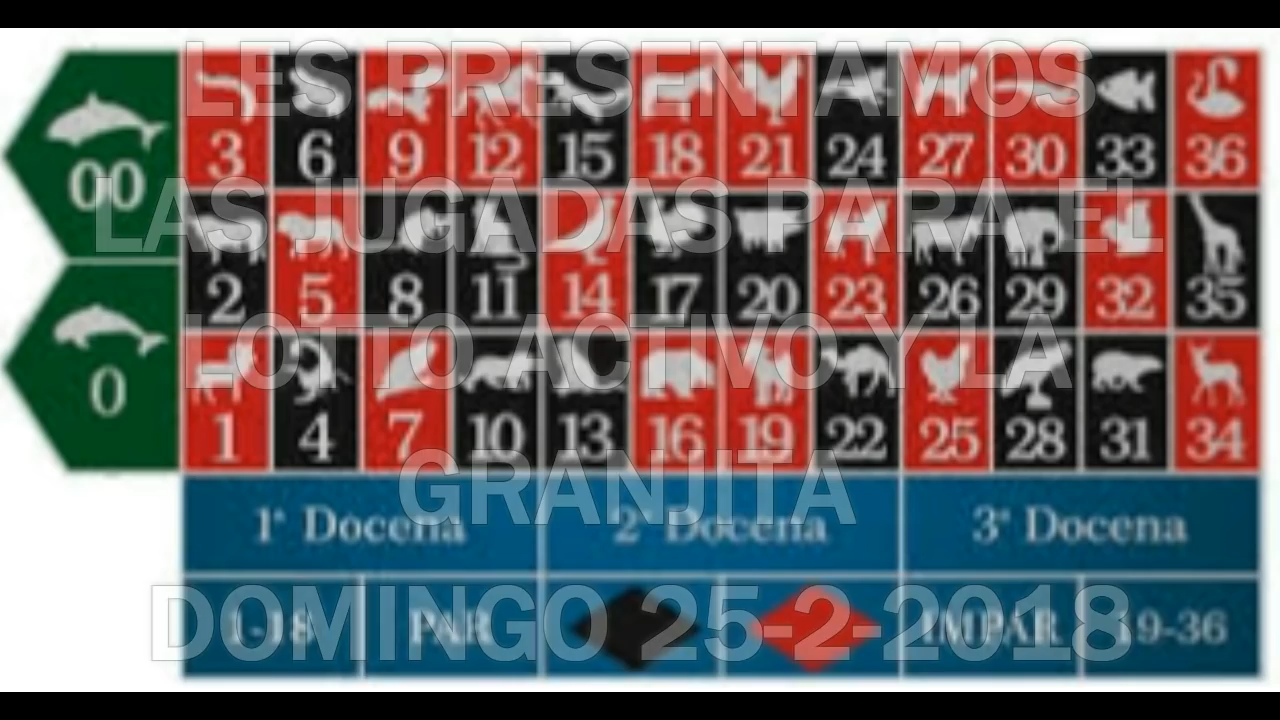 LES PRESENTAMOS
00 3 6 9 12 15 18 21 24 27 30 33 36
LAS JUGADAS PARA EL
2 5 8 11 14 17 20 23 26 29 32 35
LOTTO ACTIVO Y LA
0 1 4 7 10 13 16 19 22 25 28 31 34
GRANJITA
1ª Docena 2ª Docena 3ª Docena
DOMINGO 25-2-2018
1-18 PAR IMPAR 19-36